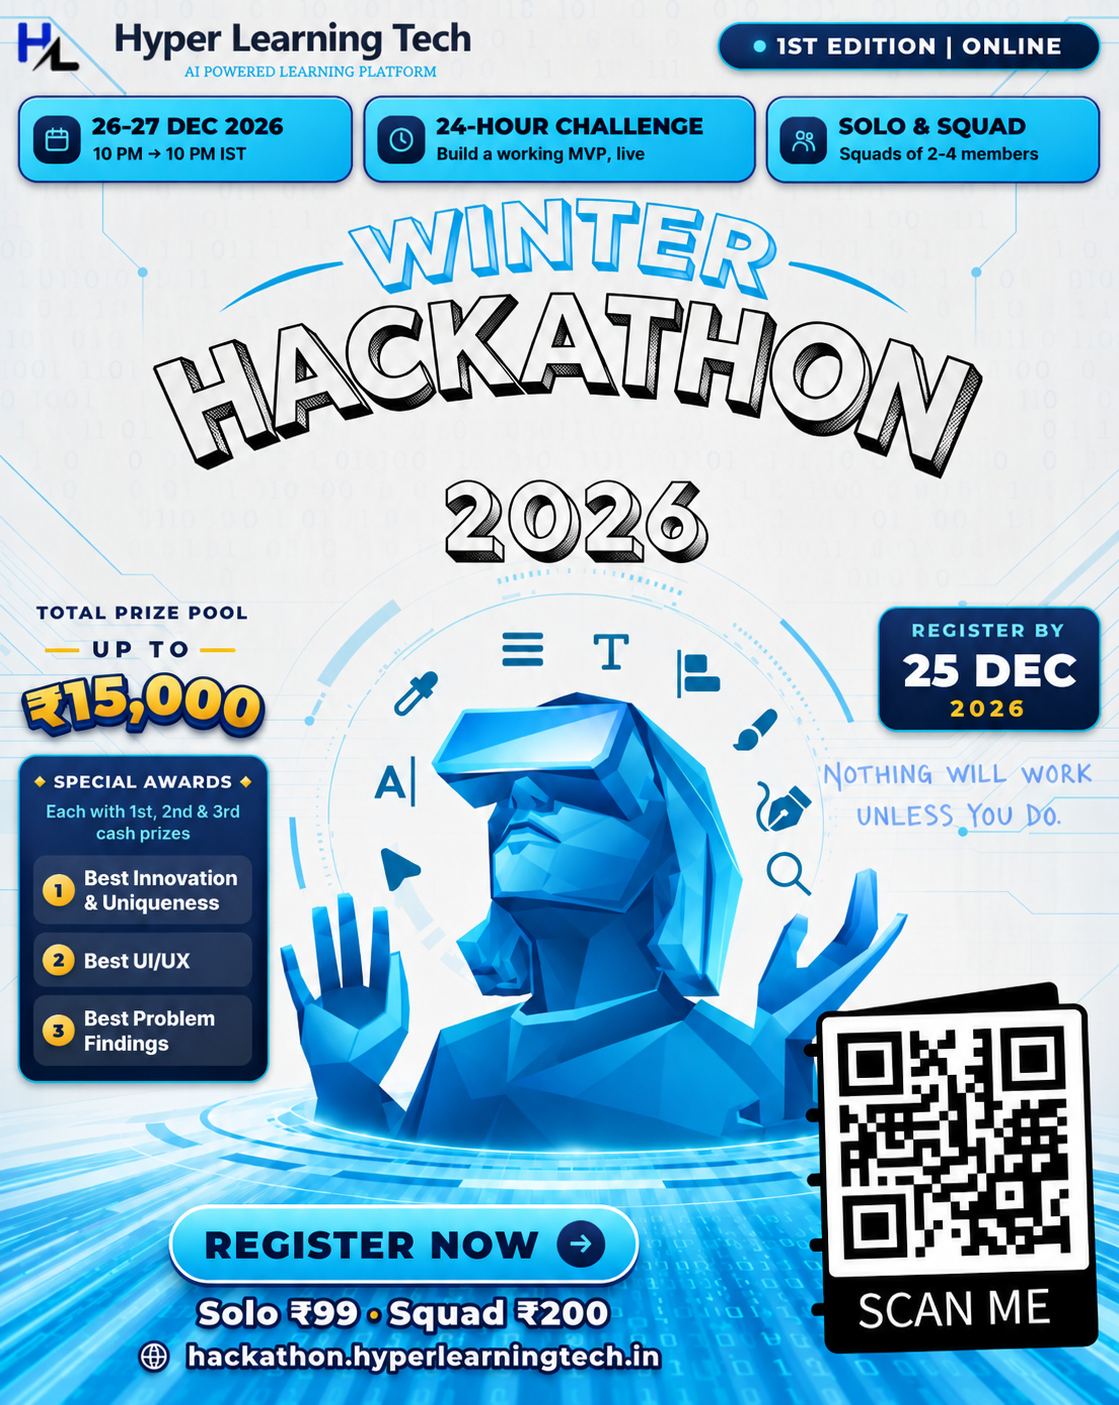 HL
Hyper Learning Tech
AI POWERED LEARNING PLATFORM
1ST EDITION | ONLINE
26-27 DEC 2026
10 PM → 10 PM IST
24-HOUR CHALLENGE
Build a working MVP, live
SOLO & SQUAD
Squads of 2-4 members
WINTER
HACKATHON
2026
TOTAL PRIZE POOL
UP TO
₹15,000
SPECIAL AWARDS
Each with 1st, 2nd & 3rd
cash prizes
1 Best Innovation
& Uniqueness
2 Best UI/UX
3 Best Problem
Findings
T
A
REGISTER BY
25 DEC
2026
NOTHING WILL WORK
UNLESS YOU DO.
SCAN ME
REGISTER NOW
Solo ₹99 • Squad ₹200
hackathon.hyperlearningtech.in